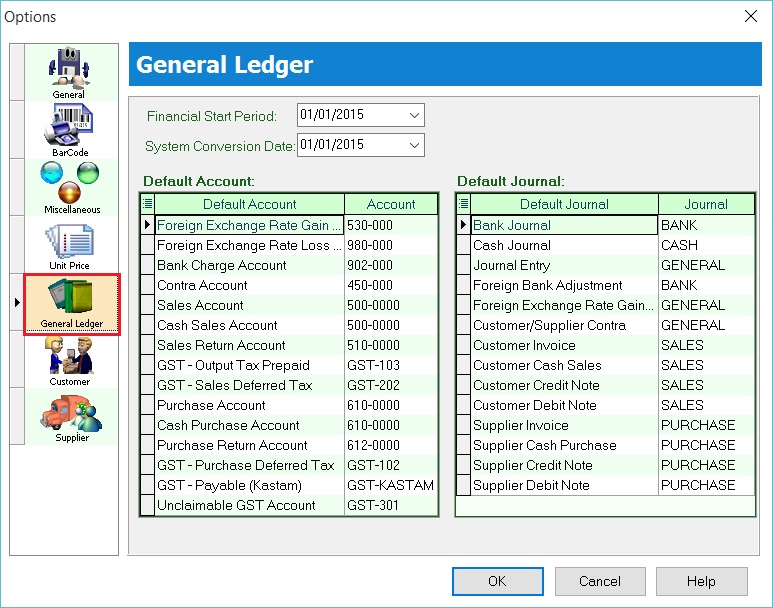 Options
General
BarCode
Miscellaneous
Unit Price
General Ledger
Customer
Supplier
General Ledger
Financial Start Period: 01/01/2015
System Conversion Date: 01/01/2015
Default Account:
Default Account Account
Foreign Exchange Rate Gain ... 530-000
Foreign Exchange Rate Loss ... 980-000
Bank Charge Account 902-000
Contra Account 450-000
Sales Account 500-0000
Cash Sales Account 500-0000
Sales Return Account 510-0000
GST - Output Tax Prepaid GST-103
GST - Sales Deferred Tax GST-202
Purchase Account 610-0000
Cash Purchase Account 610-0000
Purchase Return Account 612-0000
GST - Purchase Deferred Tax GST-102
GST - Payable (Kastam) GST-KASTAM
Unclaimable GST Account GST-301
Default Journal:
Default Journal Journal
Bank Journal BANK
Cash Journal CASH
Journal Entry GENERAL
Foreign Bank Adjustment BANK
Foreign Exchange Rate Gain... GENERAL
Customer/Supplier Contra GENERAL
Customer Invoice SALES
Customer Cash Sales SALES
Customer Credit Note SALES
Customer Debit Note SALES
Supplier Invoice PURCHASE
Supplier Cash Purchase PURCHASE
Supplier Credit Note PURCHASE
Supplier Debit Note PURCHASE
OK Cancel Help